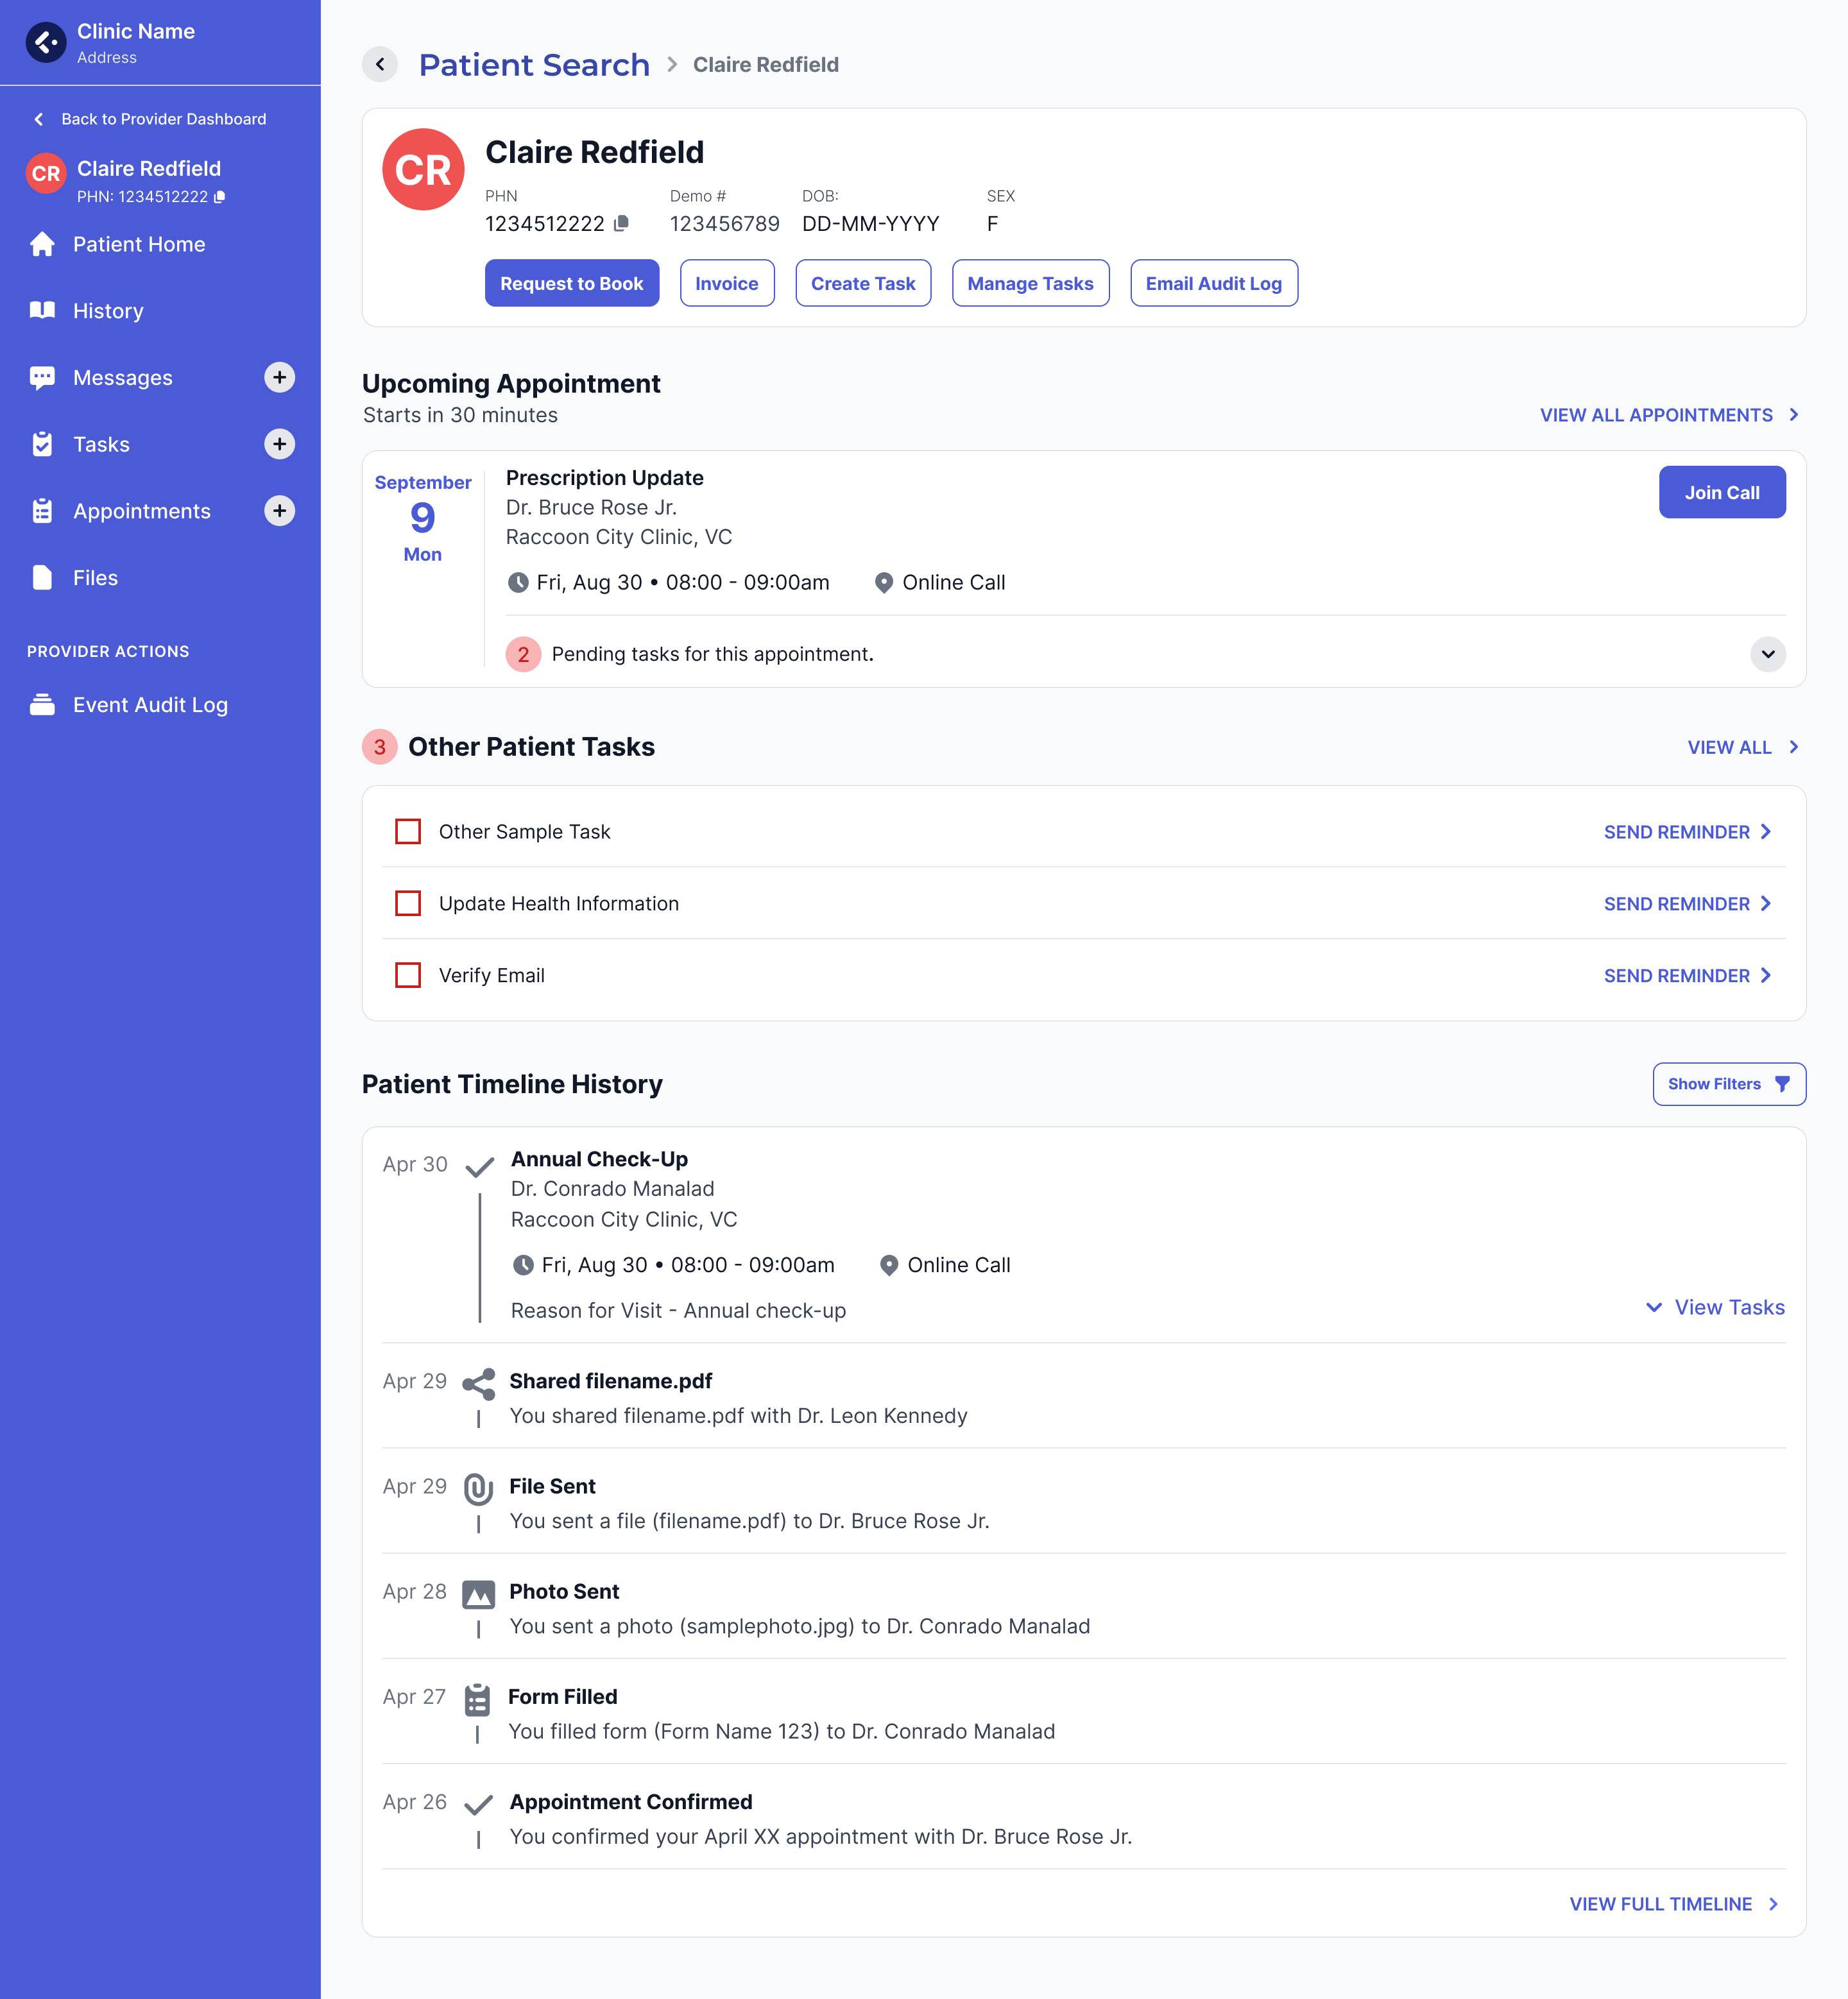 Clinic Name
Address
Back to Provider Dashboard
CR
Claire Redfield
PHN: 1234512222
Patient Home
History
Messages
Tasks
Appointments
Files
PROVIDER ACTIONS
Event Audit Log
Patient Search
Claire Redfield
CR
Claire Redfield
PHN Demo # DOB: SEX
1234512222 123456789 DD-MM-YYYY F
Request to Book Invoice Create Task Manage Tasks Email Audit Log
Upcoming Appointment
Starts in 30 minutes
VIEW ALL APPOINTMENTS
September
9
Mon
Prescription Update
Dr. Bruce Rose Jr.
Raccoon City Clinic, VC
Join Call
Fri, Aug 30 • 08:00 - 09:00am Online Call
2 Pending tasks for this appointment.
3 Other Patient Tasks
VIEW ALL
Other Sample Task SEND REMINDER
Update Health Information SEND REMINDER
Verify Email SEND REMINDER
Patient Timeline History
Show Filters
Apr 30 Annual Check-Up
Dr. Conrado Manalad
Raccoon City Clinic, VC
Fri, Aug 30 • 08:00 - 09:00am Online Call
Reason for Visit - Annual check-up
View Tasks
Apr 29 Shared filename.pdf
You shared filename.pdf with Dr. Leon Kennedy
Apr 29 File Sent
You sent a file (filename.pdf) to Dr. Bruce Rose Jr.
Apr 28 Photo Sent
You sent a photo (samplephoto.jpg) to Dr. Conrado Manalad
Apr 27 Form Filled
You filled form (Form Name 123) to Dr. Conrado Manalad
Apr 26 Appointment Confirmed
You confirmed your April XX appointment with Dr. Bruce Rose Jr.
VIEW FULL TIMELINE